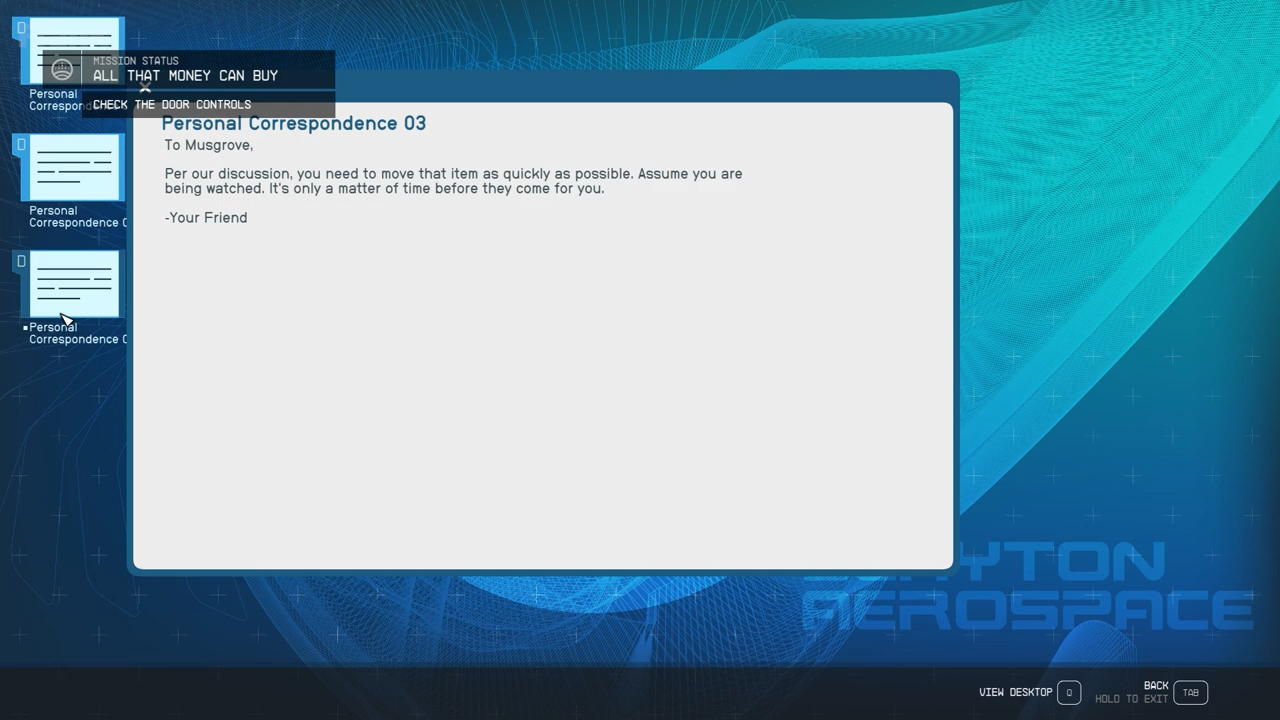 MISSION STATUS
ALL THAT MONEY CAN BUY
CHECK THE DOOR CONTROLS
Personal
Personal
Correspondence
Personal
Correspondence
Personal Correspondence 03
To Musgrove,
Per our discussion, you need to move that item as quickly as possible. Assume you are
being watched. It's only a matter of time before they come for you.
-Your Friend
AEROSPACE
VIEW DESKTOP Q
BACK
HOLD TO EXIT TAB